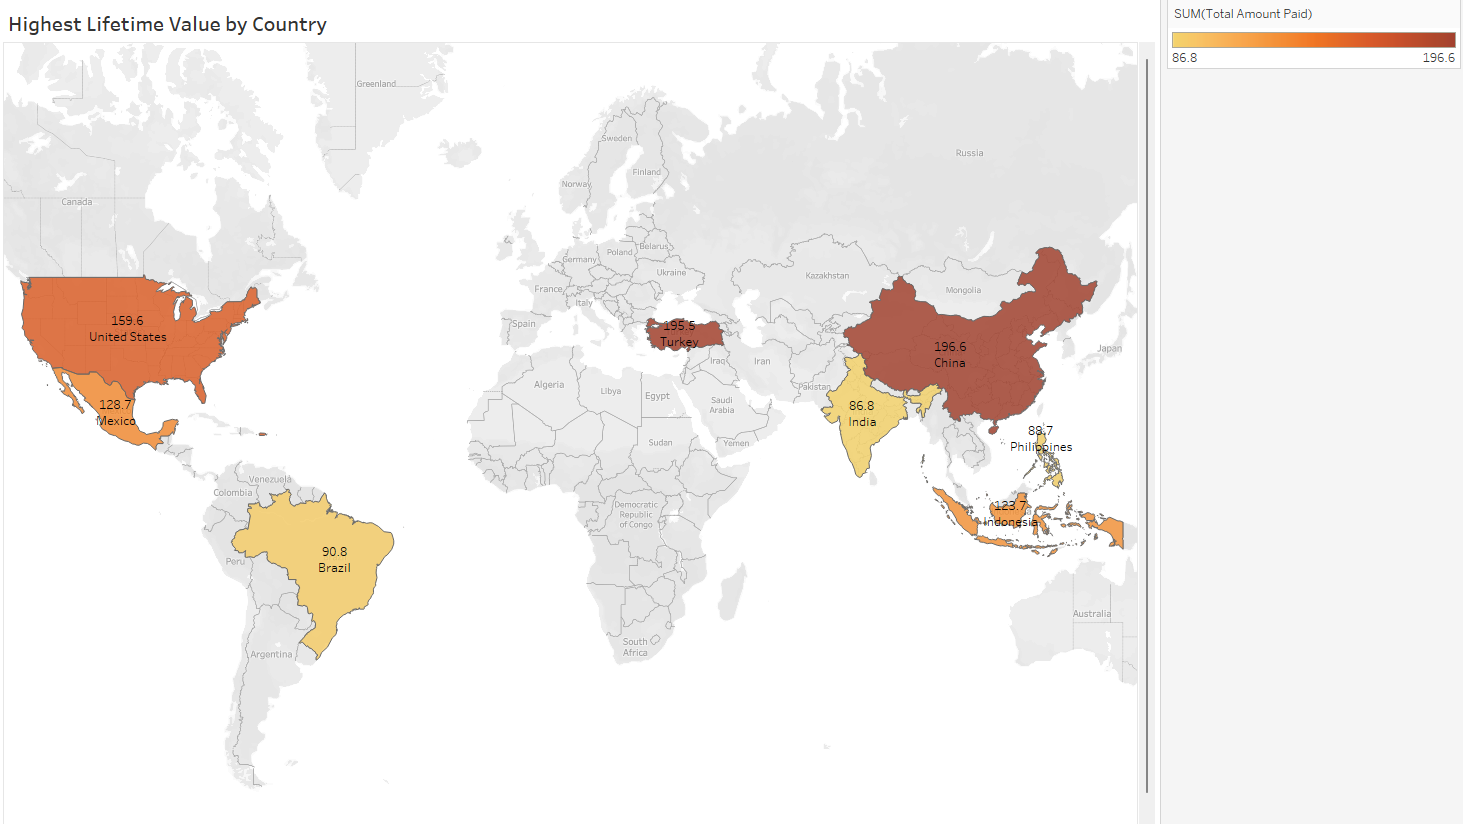 Highest Lifetime Value by Country
SUM(Total Amount Paid)
86.8
196.6
Greenland
Sweden
Russia
Finland
Norway
Canada
Poland
Belarus
Germany
Ukraine
Kazakhstan
France
Mongolia
Italy
159.6
United States
Spain
195.5
Turkey
196.6
China
Japan
Iraq
Iran
Algeria
Libya
Egypt
Pakistan
Saudi
Arabia
128.7
Mexico
86.8
India
88.7
Philippines
Sudan
Yemen
Venezuela
Colombia
Democratic
Republic
of Congo
123.7
Indonesia
90.8
Brazil
Peru
Australia
South
Africa
Argentina